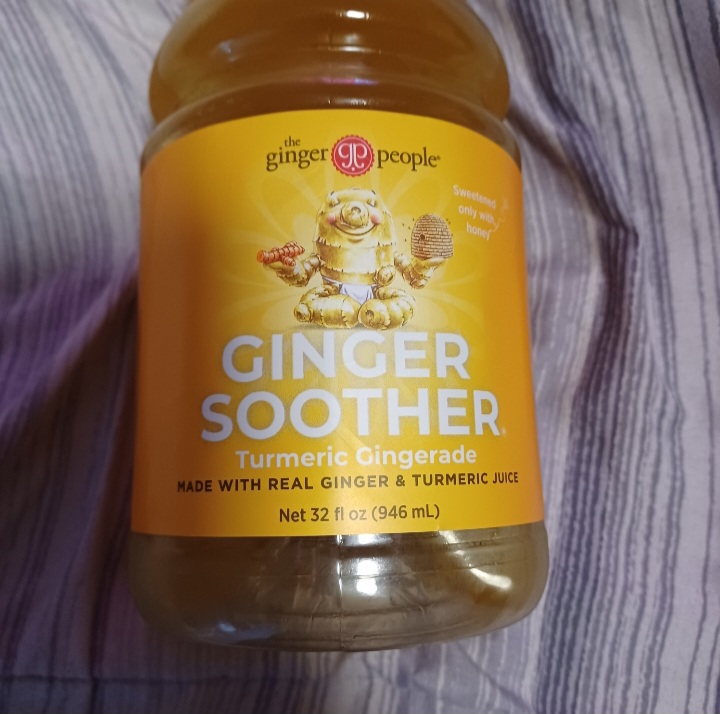 the
ginger gp people®
Sweetened
only with
honey
GINGER
SOOTHER®
Turmeric Gingerade
MADE WITH REAL GINGER & TURMERIC JUICE
Net 32 fl oz (946 mL)